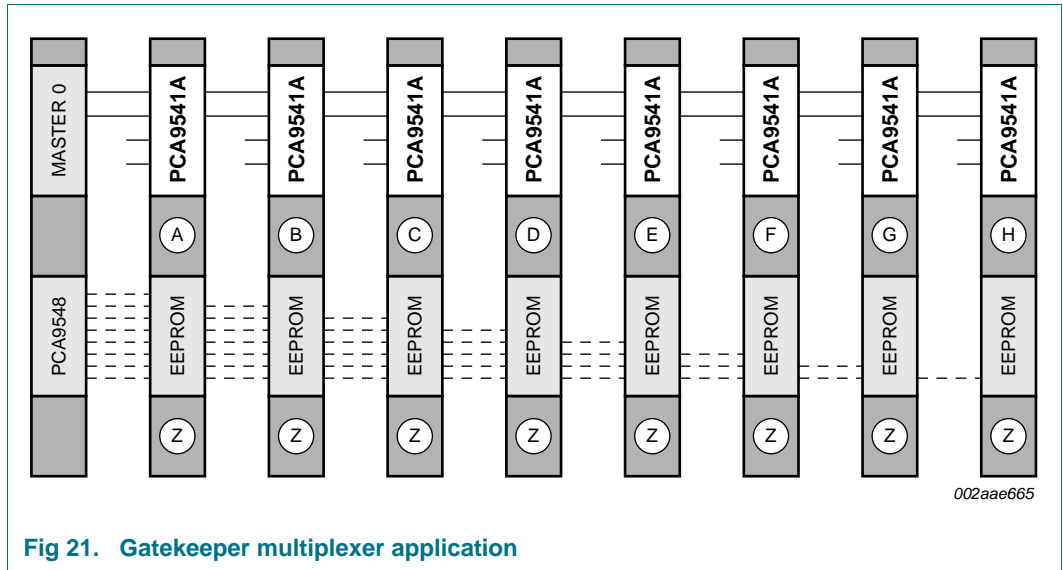 MASTER 0
PCA9541A
PCA9541A
PCA9541A
PCA9541A
PCA9541A
PCA9541A
PCA9541A
PCA9541A
A
B
C
D
E
F
G
H
PCA9548
EEPROM
EEPROM
EEPROM
EEPROM
EEPROM
EEPROM
EEPROM
EEPROM
Z
Z
Z
Z
Z
Z
Z
Z
002aae665
Fig 21. Gatekeeper multiplexer application